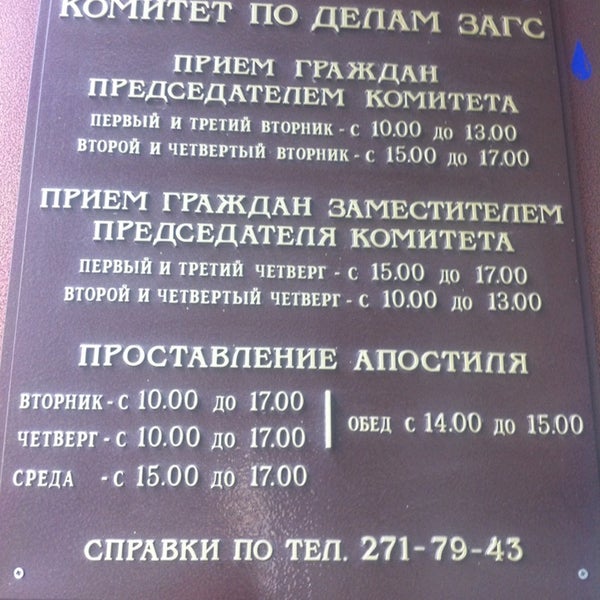 КОМИТЕТ ПО ДЕЛАМ ЗАГС
ПРИЕМ ГРАЖДАН
ПРЕДСЕДАТЕЛЕМ КОМИТЕТА
ПЕРВЫЙ И ТРЕТИЙ ВТОРНИК - С 10.00 ДО 13.00
ВТОРОЙ И ЧЕТВЕРТЫЙ ВТОРНИК - С 15.00 ДО 17.00
ПРИЕМ ГРАЖДАН ЗАМЕСТИТЕЛЕМ
ПРЕДСЕДАТЕЛЯ КОМИТЕТА
ПЕРВЫЙ И ТРЕТИЙ ЧЕТВЕРГ - С 15.00 ДО 17.00
ВТОРОЙ И ЧЕТВЕРТЫЙ ЧЕТВЕРГ - С 10.00 ДО 13.00
ПРОСТАВЛЕНИЕ АПОСТИЛЯ
ВТОРНИК - С 10.00 ДО 17.00
ЧЕТВЕРГ - С 10.00 ДО 17.00
ОБЕД С 14.00 ДО 15.00
СРЕДА - С 15.00 ДО 17.00
СПРАВКИ ПО ТЕЛ. 271-79-43